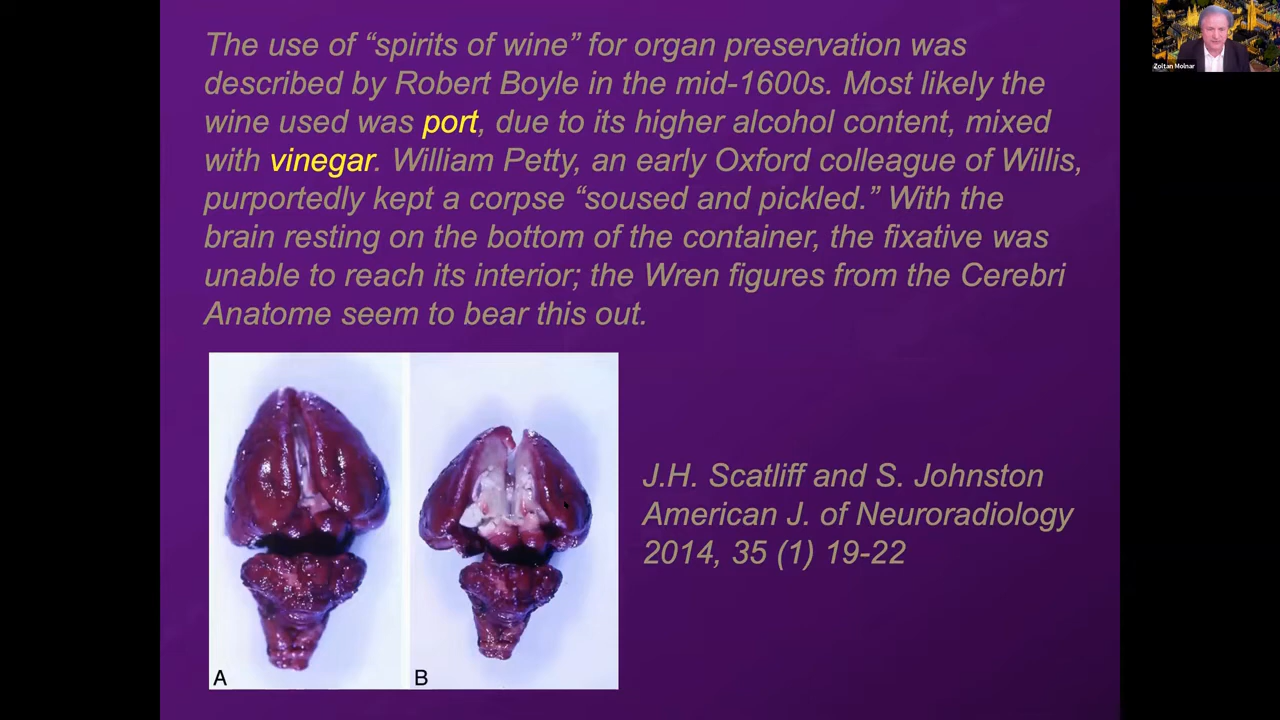 The use of “spirits of wine” for organ preservation was
described by Robert Boyle in the mid-1600s. Most likely the
wine used was port, due to its higher alcohol content, mixed
with vinegar. William Petty, an early Oxford colleague of Willis,
purportedly kept a corpse “soused and pickled.” With the
brain resting on the bottom of the container, the fixative was
unable to reach its interior; the Wren figures from the Cerebri
Anatome seem to bear this out.
A
B
J.H. Scatliff and S. Johnston
American J. of Neuroradiology
2014, 35 (1) 19-22
Zoltan Molnar